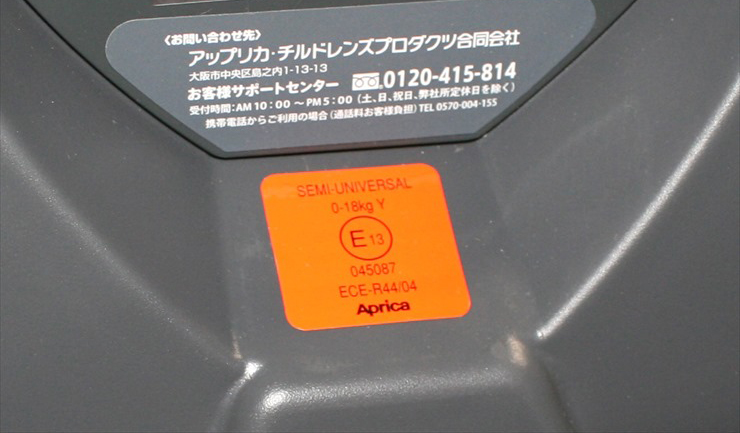 〈お問い合わせ先〉
アップリカ・チルドレンズプロダクツ合同会社
大阪市中央区島之内1-13-13
お客様サポートセンター 0120-415-814
受付時間:AM10:00～PM5:00(土、日、祝日、弊社所定休日を除く)
携帯電話からご利用の場合(通話料お客様負担)TEL 0570-004-155
SEMI-UNIVERSAL
0-18kg Y
E13
045087
ECE-R44/04
Aprica